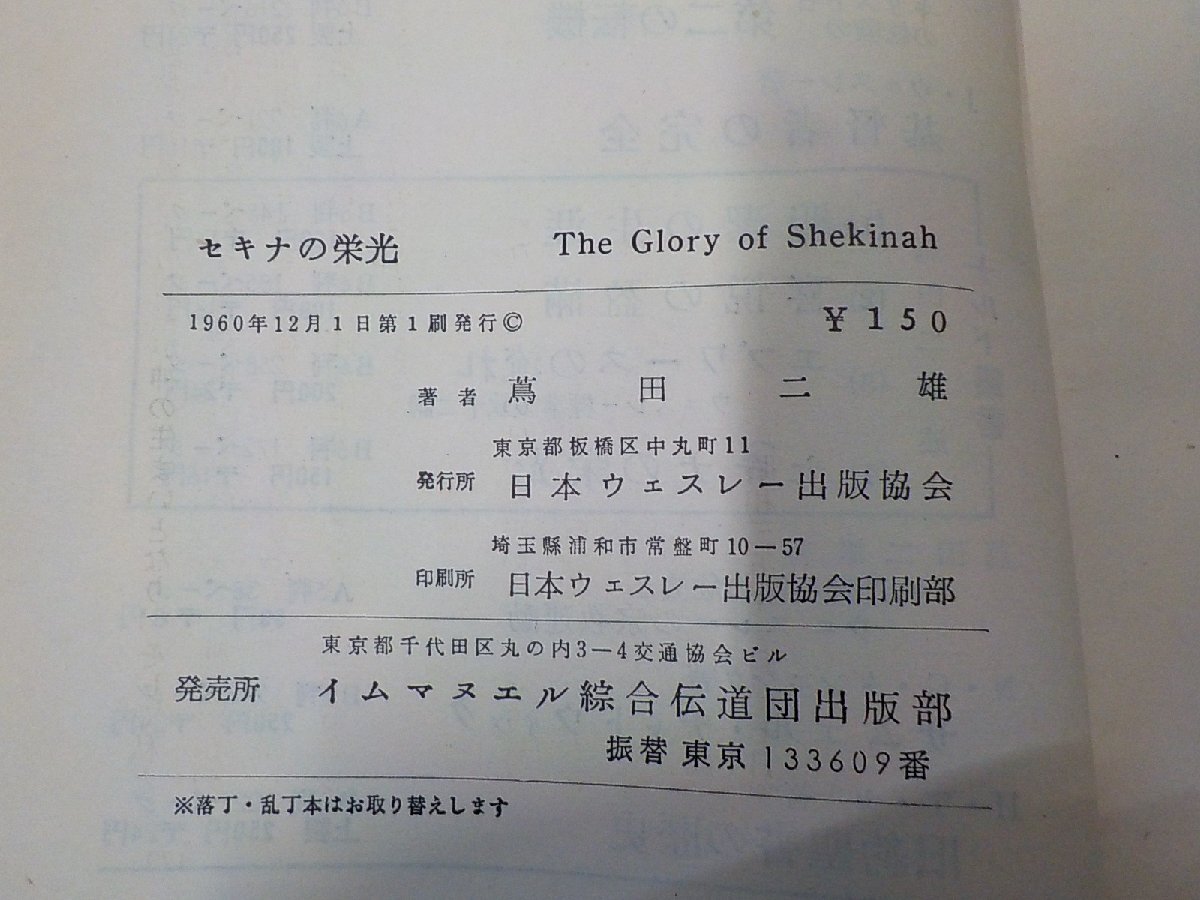 セキナの栄光 The Glory of Shekinah
1960年12月1日第1刷発行© ¥150
著者 蔦田二雄
東京都板橋区中丸町11
発行所 日本ウェスレー出版協会
埼玉縣浦和市常盤町10―57
印刷所 日本ウェスレー出版協会印刷部
東京都千代田区丸の内3―4交通協会ビル
発売所 イムマヌエル綜合伝道団出版部
振替 東京 133609番
※落丁・乱丁本はお取り替えします